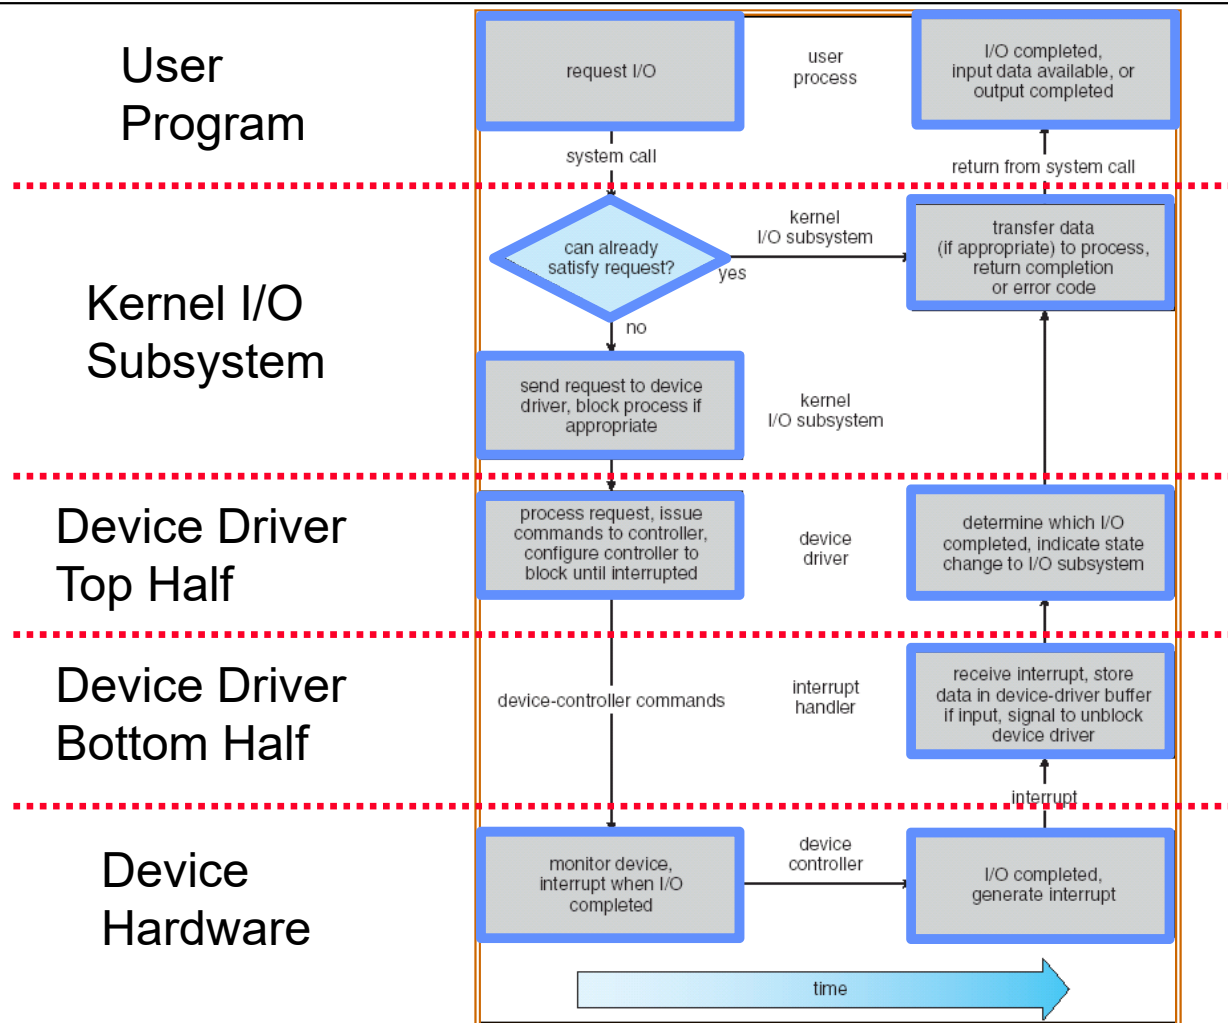 User
Program
request I/O
user
process
I/O completed,
input data available, or
output completed
system call
return from system call
Kernel I/O
Subsystem
can already
satisfy request?
yes
no
kernel
I/O subsystem
transfer data
(if appropriate) to process,
return completion
or error code
send request to device
driver, block process if
appropriate
kernel
I/O subsystem
Device Driver
Top Half
process request, issue
commands to controller,
configure controller to
block until interrupted
device
driver
determine which I/O
completed, indicate state
change to I/O subsystem
Device Driver
Bottom Half
device-controller commands
interrupt
handler
receive interrupt, store
data in device-driver buffer
if input, signal to unblock
device driver
interrupt
Device
Hardware
monitor device,
interrupt when I/O
completed
device
controller
I/O completed,
generate interrupt
time